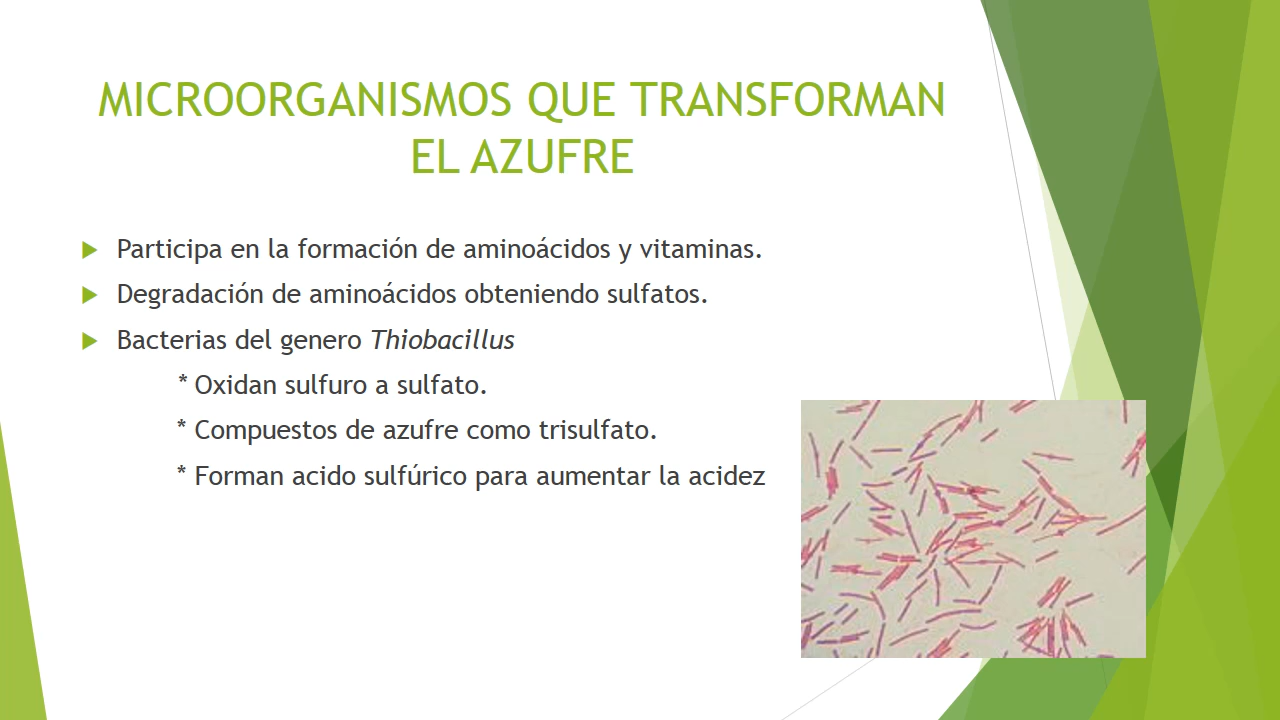 MICROORGANISMOS QUE TRANSFORMAN
EL AZUFRE
Participa en la formación de aminoácidos y vitaminas.
Degradación de aminoácidos obteniendo sulfatos.
Bacterias del genero Thiobacillus
* Oxidan sulfuro a sulfato.
* Compuestos de azufre como trisulfato.
* Forman acido sulfúrico para aumentar la acidez